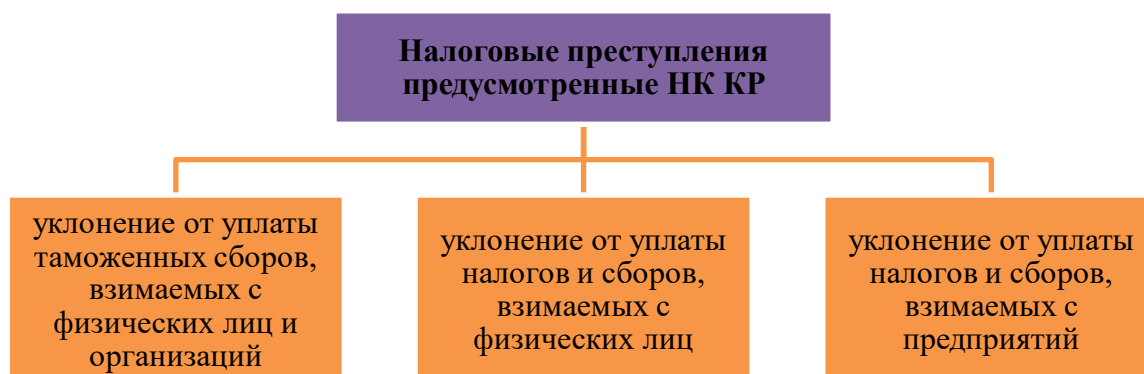 Налоговые преступления
предусмотренные НК КР
уклонение от уплаты
таможенных сборов,
взимаемых с
физических лиц и
организаций
уклонение от уплаты
налогов и сборов,
взимаемых с
физических лиц
уклонение от уплаты
налогов и сборов,
взимаемых с
предприятий